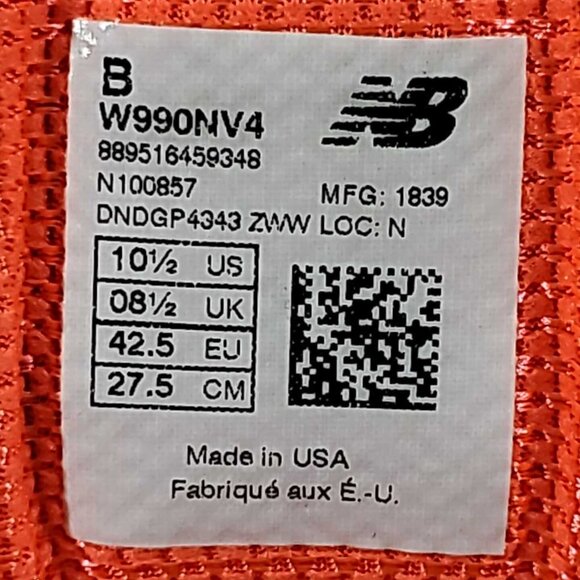 B
W990NV4
889516459348
N100857 MFG: 1839
DNDGP4343 ZWW LOC: N
10½ US
08½ UK
42.5 EU
27.5 CM
NB
Made in USA
Fabriqué aux É.-U.